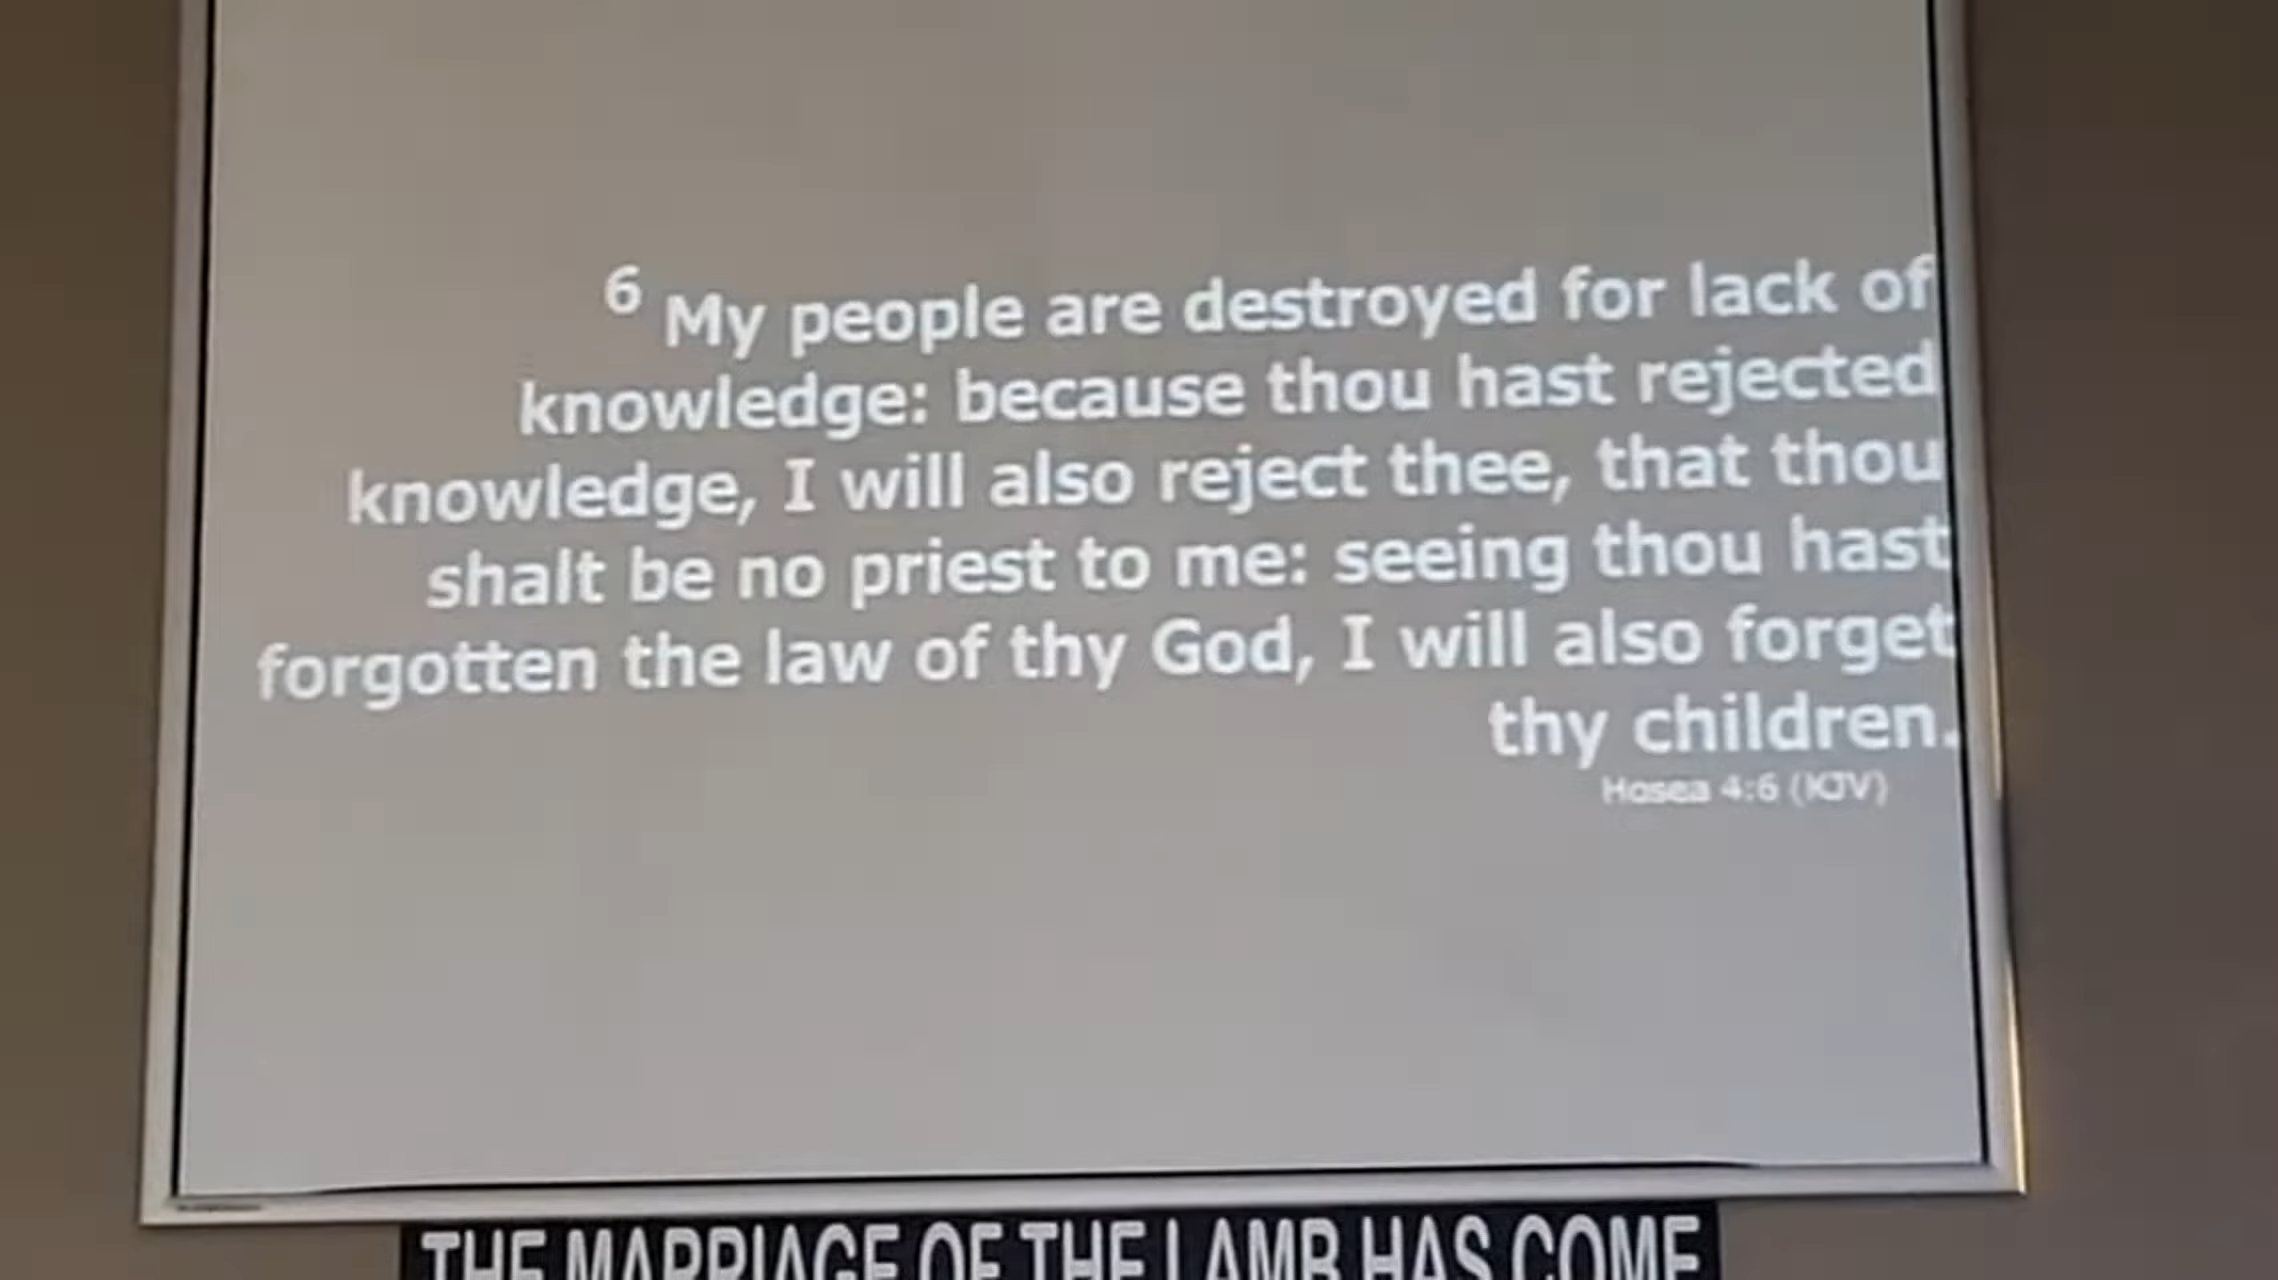 6 My people are destroyed for lack of
knowledge: because thou hast rejected
knowledge, I will also reject thee, that thou
shalt be no priest to me: seeing thou hast
forgotten the law of thy God, I will also forget
thy children.
Hosea 4:6 (KJV)
THE MARRIAGE OF THE LAMB HAS COME